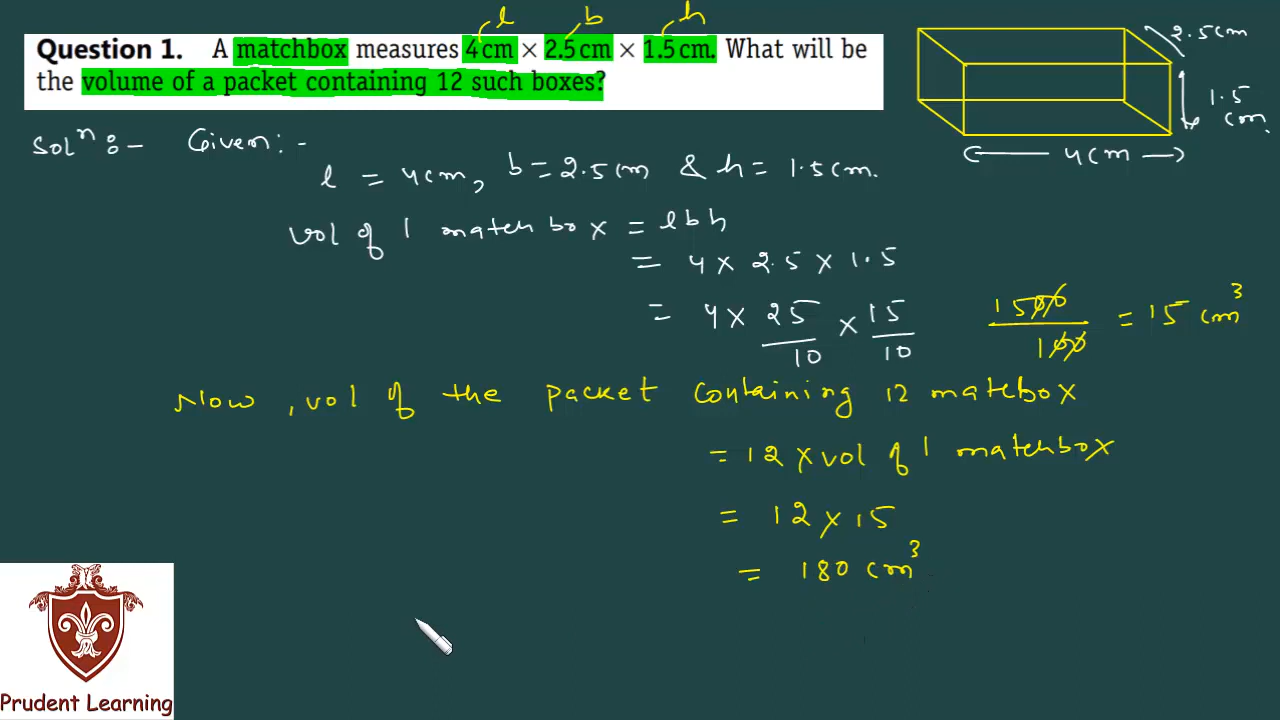 l b h
Question 1. A matchbox measures 4 cm × 2.5 cm × 1.5 cm. What will be
the volume of a packet containing 12 such boxes?
2.5cm
1.5
cm.
4cm
Solⁿ :- Given :-
l = 4cm, b = 2.5cm & h = 1.5cm.
Vol of 1 matchbox = lbh
= 4 × 2.5 × 1.5
= 4 × 25/10 × 15/10 1500/100 = 15 cm³
Now, vol of the packet containing 12 matcbox
= 12 × vol of 1 matchbox
= 12 × 15
= 180 cm³
Prudent Learning